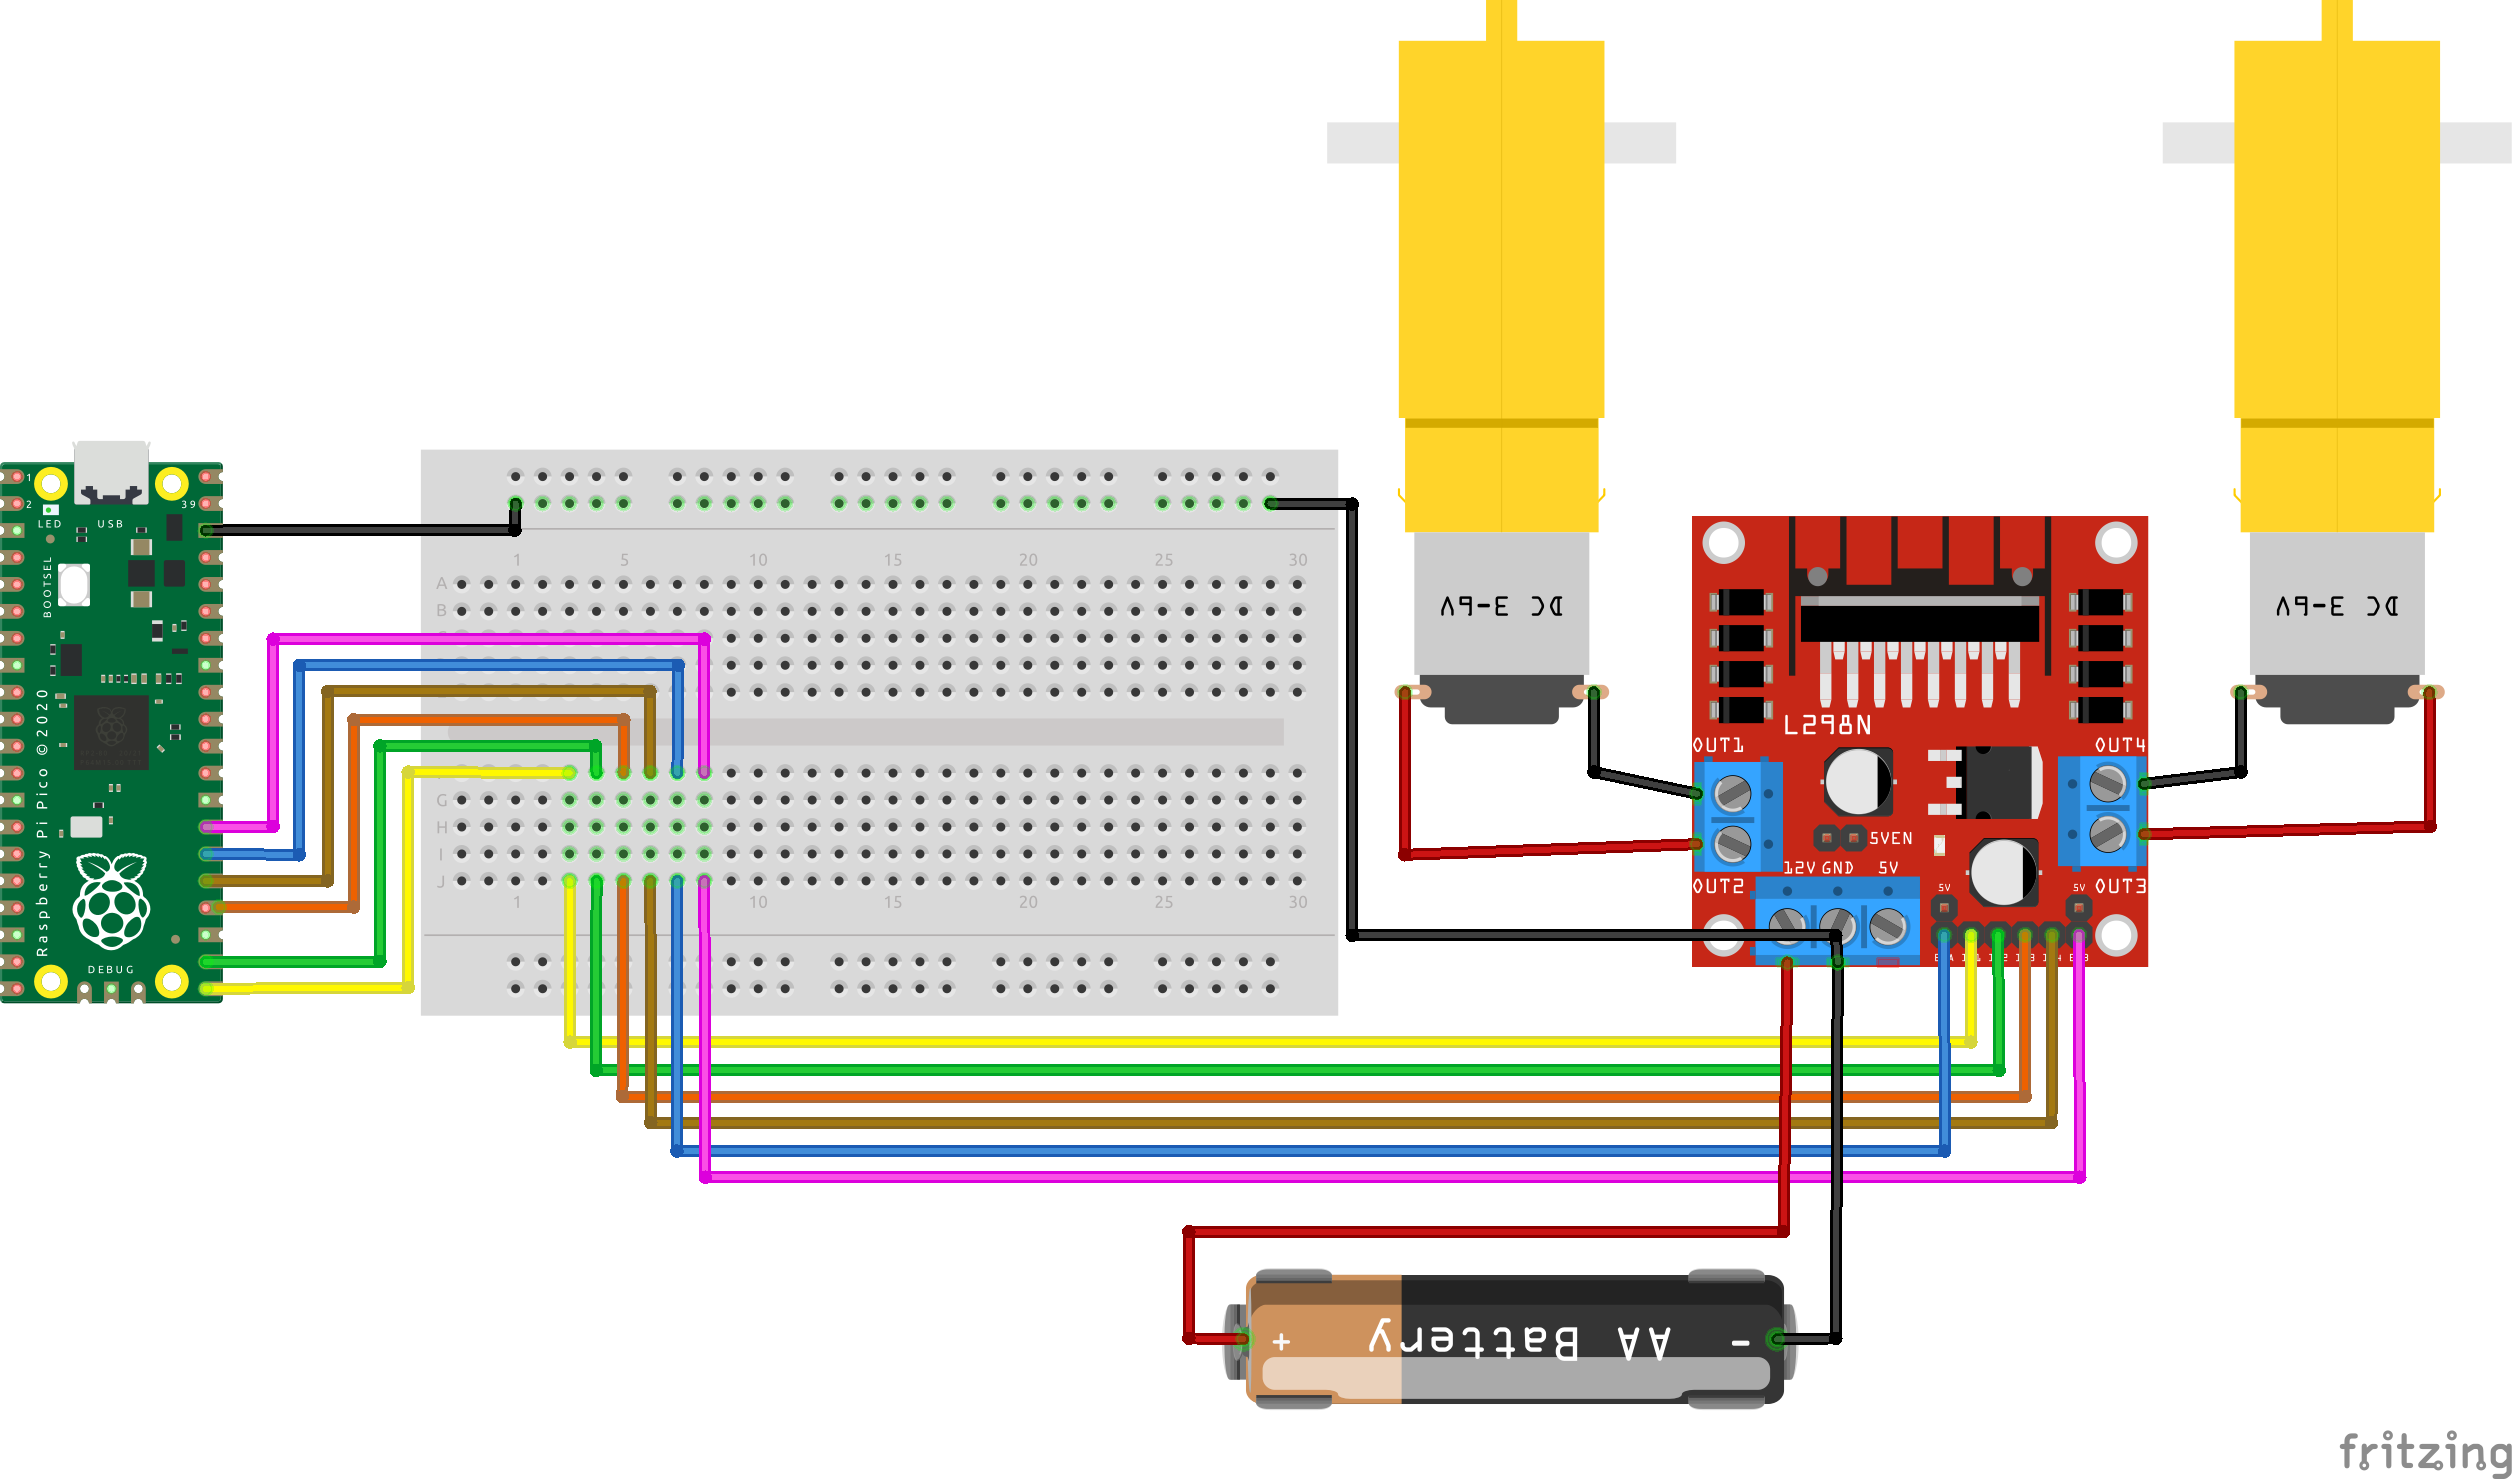 1
2
39
LED
USB
BOOTSEL
Raspberry Pi Pico ©2020
DEBUG
1 5 10 15 20 25 30
A
B
G
H
I
J
1 10 15 20 25 30
DC 3-6V
DC 3-6V
L298N
OUT1
OUT4
5VEN
12V GND 5V
OUT2
5V
5V
OUT3
+ AA Battery -
fritzing